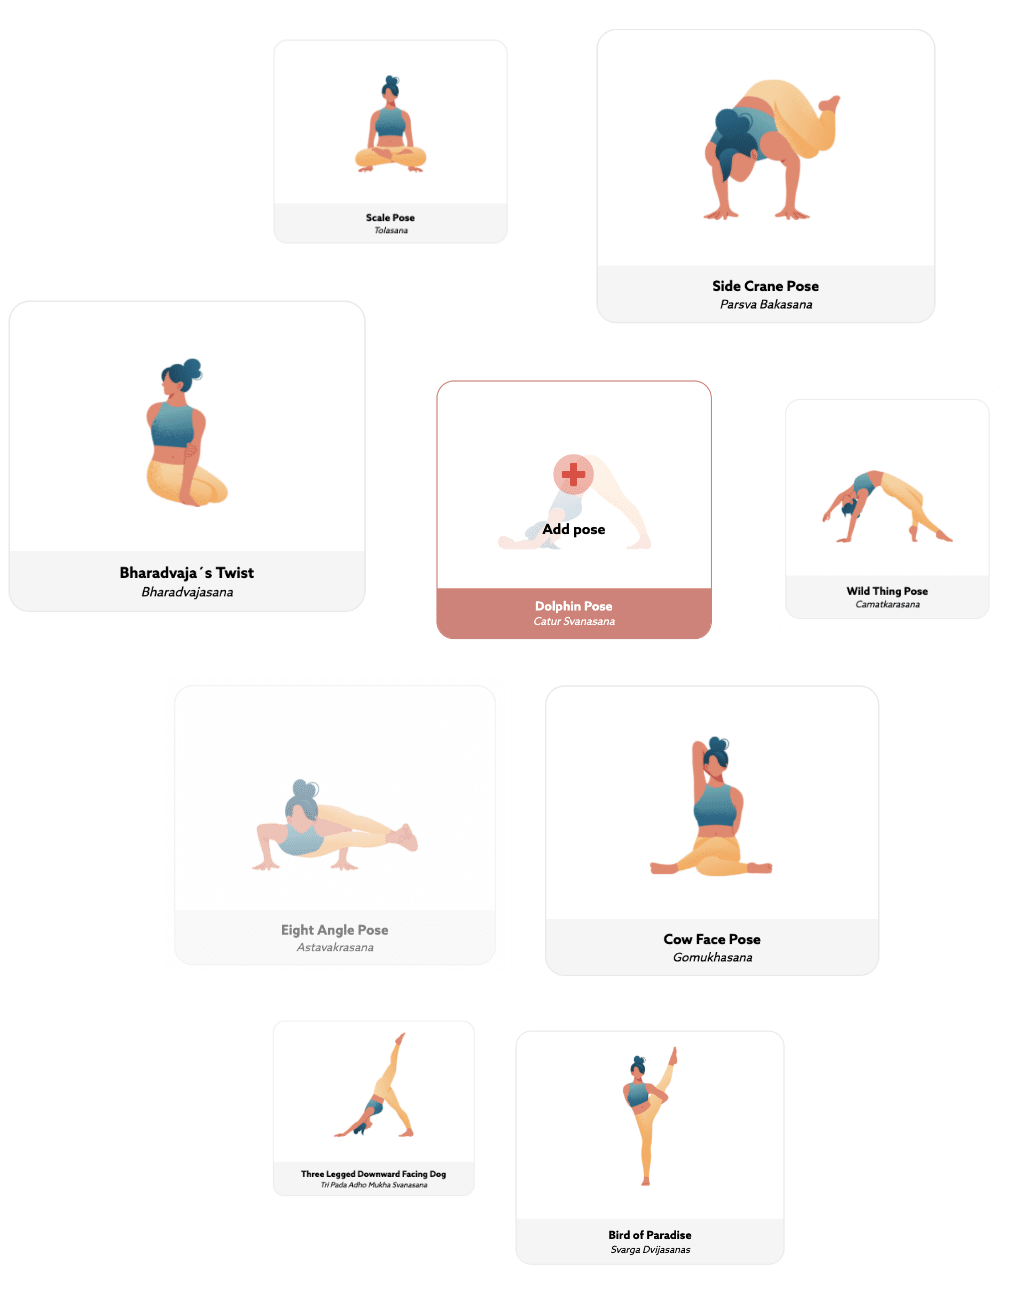 Scale Pose
Tolasana
Side Crane Pose
Parsva Bakasana
Bharadvaja´s Twist
Bharadvajasana
Add pose
Dolphin Pose
Catur Svanasana
Wild Thing Pose
Camatkarasana
Eight Angle Pose
Astavakrasana
Cow Face Pose
Gomukhasana
Three Legged Downward Facing Dog
Tri Pada Adho Mukha Svanasana
Bird of Paradise
Svarga Dvijasanas